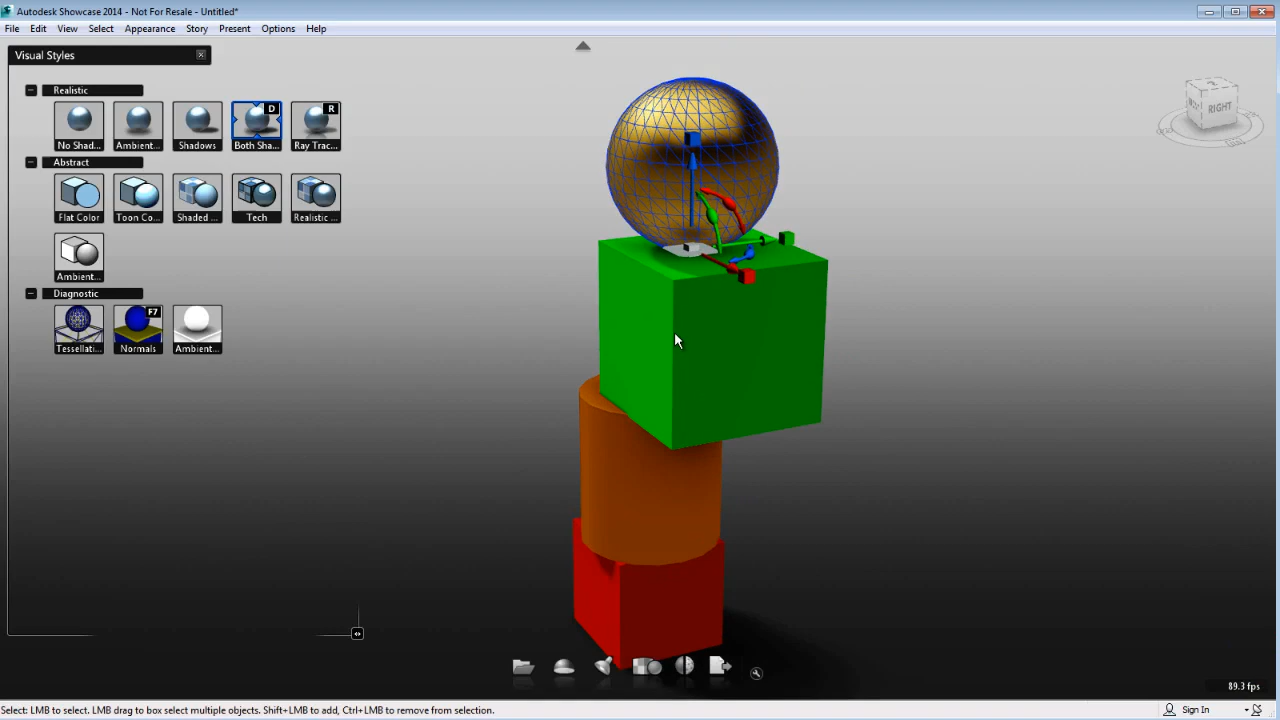 Autodesk Showcase 2014 - Not For Resale - Untitled*
File Edit View Select Appearance Story Present Options Help
Visual Styles
Realistic
D
R
No Shad... Ambient... Shadows Both Sha... Ray Trac...
Abstract
Flat Color Toon Co... Shaded ... Tech Realistic ...
Ambient...
Diagnostic
F7
Tessellati... Normals Ambient...
RIGHT
89.3 fps
Select: LMB to select. LMB drag to box select multiple objects. Shift+LMB to add, Ctrl+LMB to remove from selection.
Sign In